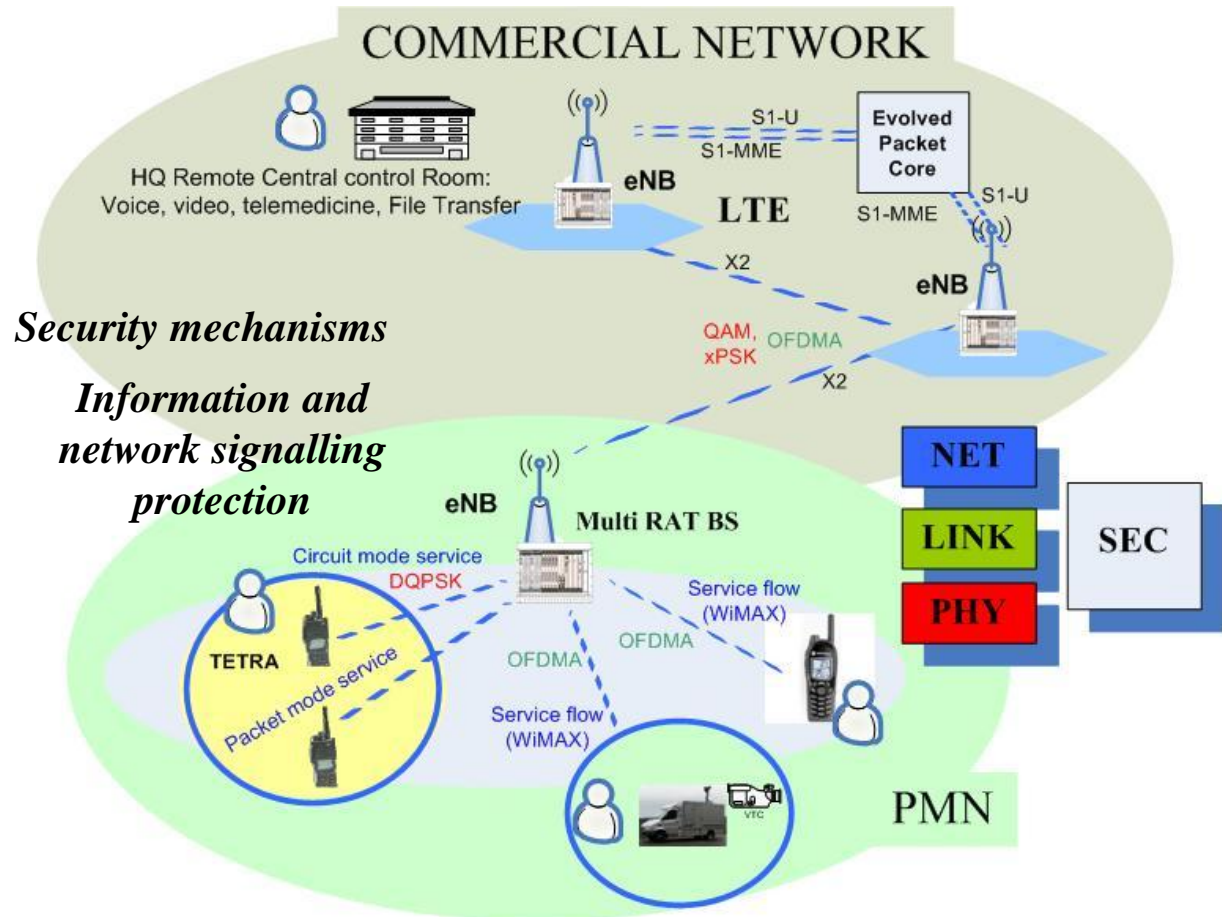 COMMERCIAL NETWORK
S1-U
S1-MME
Evolved
Packet
Core
HQ Remote Central control Room:
Voice, video, telemedicine, File Transfer
eNB
LTE
S1-MME
S1-U
X2
eNB
Security mechanisms
QAM,
xPSK
OFDMA
X2
Information and
network signalling
protection
NET
LINK
PHY
SEC
eNB
Multi RAT BS
Circuit mode service
DQPSK
Service flow
(WiMAX)
OFDMA
OFDMA
TETRA
Packet mode service
Service flow
(WiMAX)
VTC
PMN